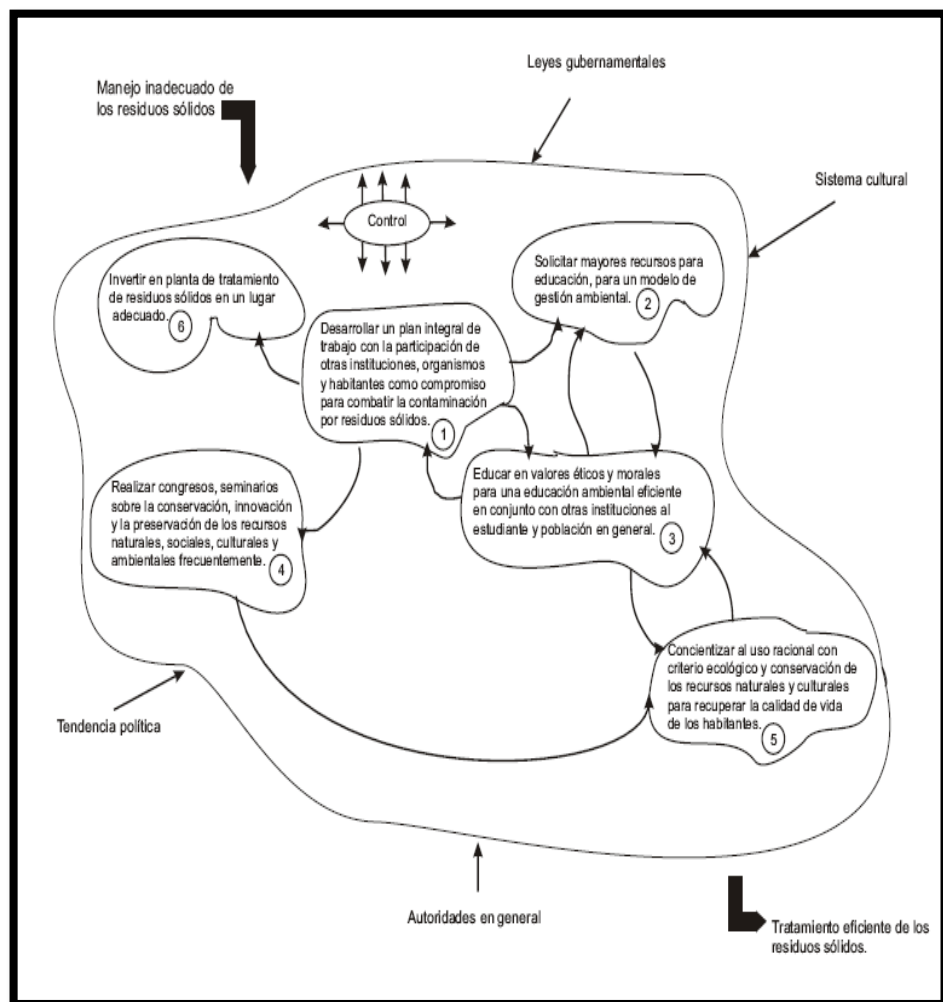 Leyes gubernamentales
Manejo inadecuado de
los residuos sólidos
Sistema cultural
Control
Solicitar mayores recursos para
educación, para un modelo de
gestión ambiental.
2
Invertir en planta de tratamiento
de residuos sólidos en un lugar
adecuado.
6
Desarrollar un plan integral de
trabajo con la participación de
otras instituciones, organismos
y habitantes como compromiso
para combatir la contaminación
por residuos sólidos.
1
Educar en valores éticos y morales
para una educación ambiental eficiente
en conjunto con otras instituciones al
estudiante y población en general.
3
Realizar congresos, seminarios
sobre la conservación, innovación
y la preservación de los recursos
naturales, sociales, culturales y
ambientales frecuentemente.
4
Concientizar al uso racional con
criterio ecológico y conservación de
los recursos naturales y culturales
para recuperar la calidad de vida
de los habitantes.
5
Tendencia política
Autoridades en general
Tratamiento eficiente de los
residuos sólidos.